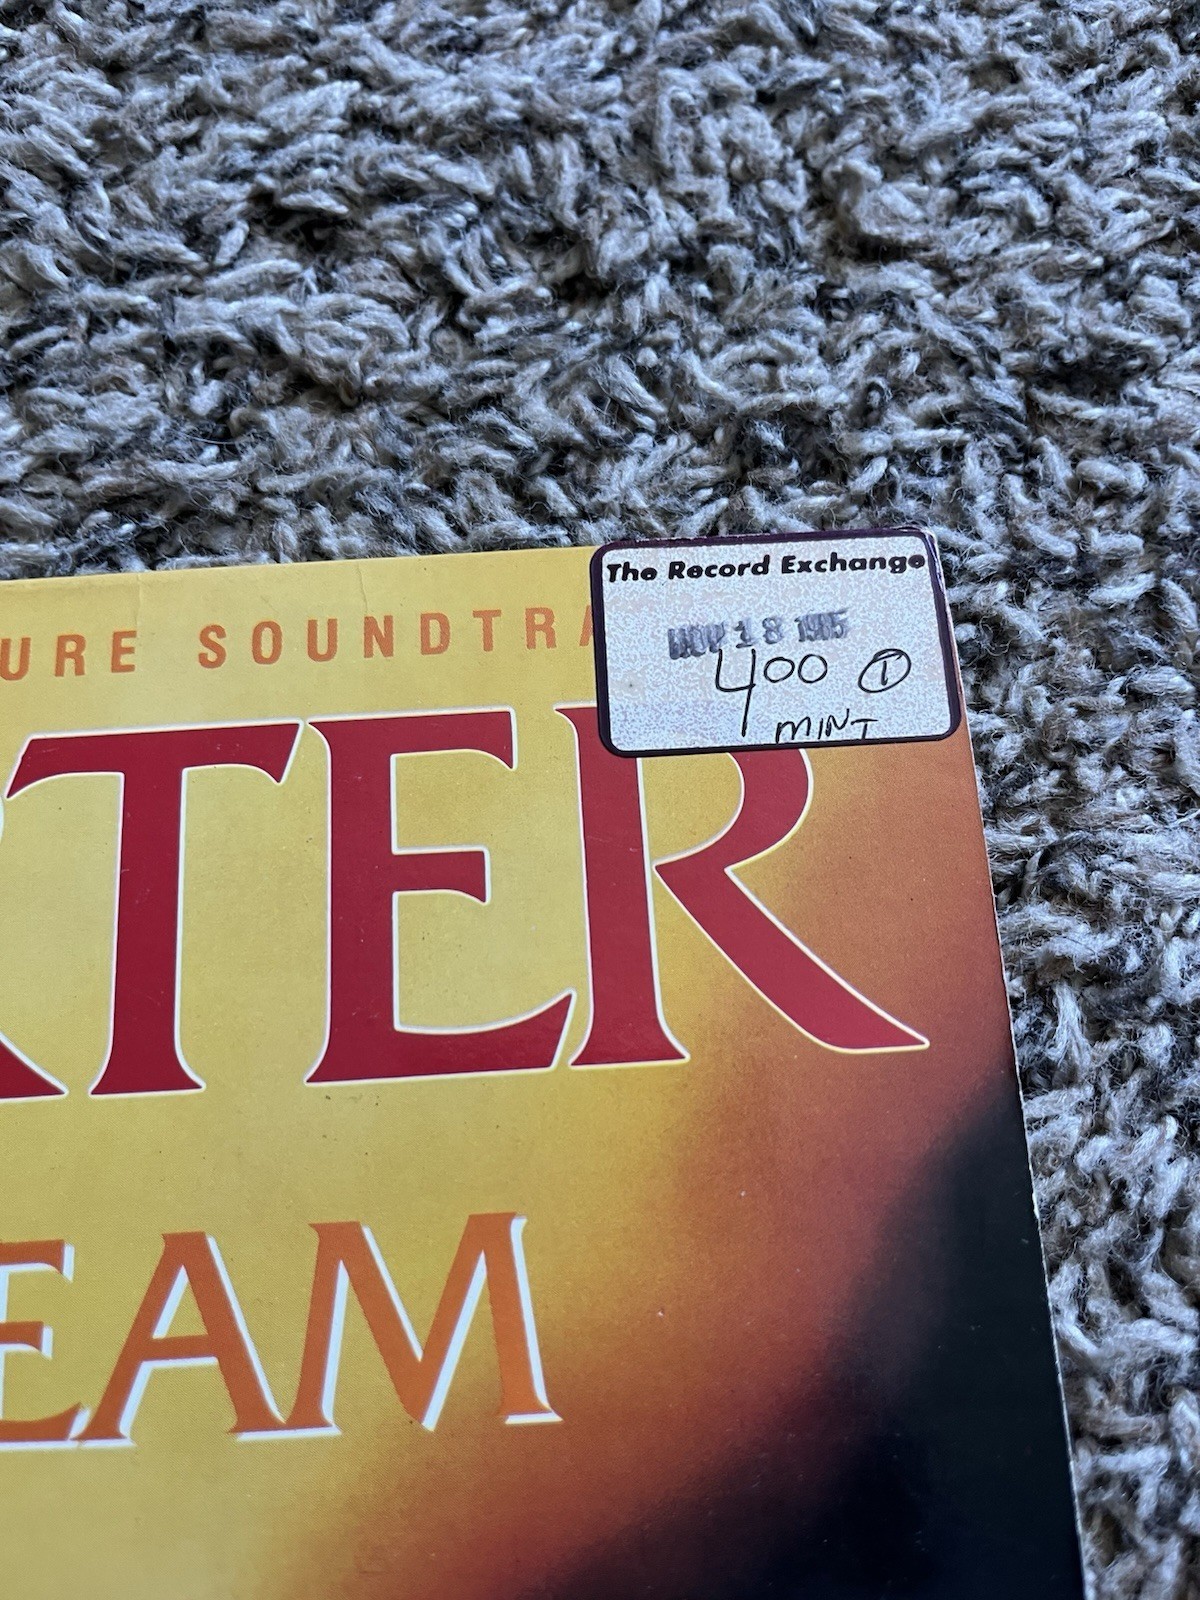 The Record Exchange
NOV 18 1985
400 1
MINT
URE SOUNDTRA
TER
EAM